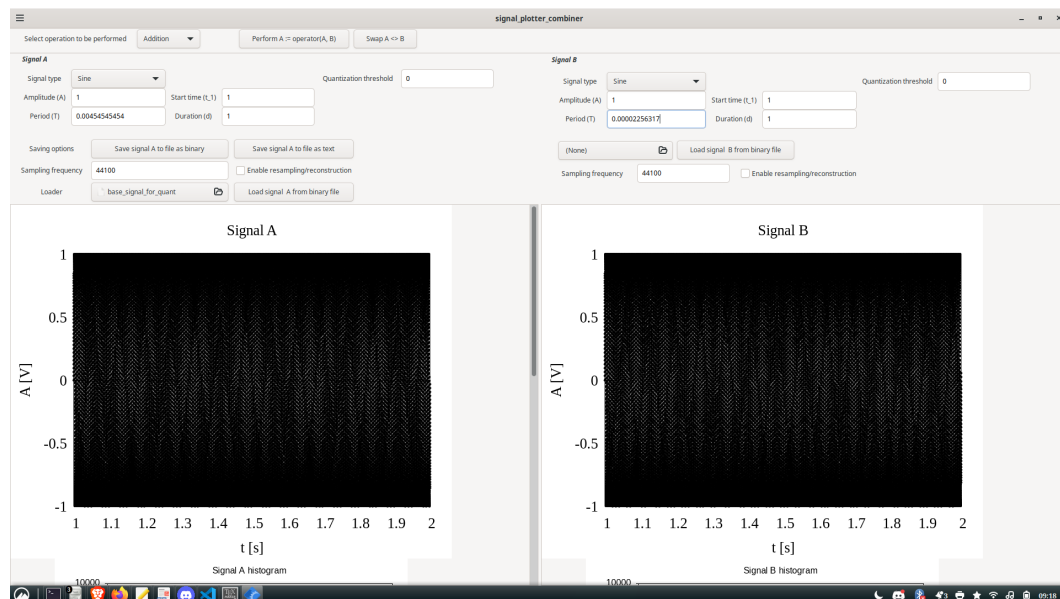 signal_plotter_combiner
Select operation to be performed Addition Perform A := operator(A, B) Swap A <> B
Signal A
Signal type Sine Quantization threshold 0
Amplitude (A) 1 Start time (t_1) 1
Period (T) 0.00454545454 Duration (d) 1
Saving options Save signal A to file as binary Save signal A to file as text
Sampling frequency 44100 Enable resampling/reconstruction
Loader base_signal_for_quant Load signal A from binary file
Signal B
Signal type Sine Quantization threshold 0
Amplitude (A) 1 Start time (t_1) 1
Period (T) 0.00002256317 Duration (d) 1
(None) Load signal B from binary file
Sampling frequency 44100 Enable resampling/reconstruction
Signal A
1
0.5
0
-0.5
-1
A [V]
1 1.1 1.2 1.3 1.4 1.5 1.6 1.7 1.8 1.9 2
t [s]
Signal A histogram
10000
Signal B
1
0.5
0
-0.5
-1
A [V]
1 1.1 1.2 1.3 1.4 1.5 1.6 1.7 1.8 1.9 2
t [s]
Signal B histogram
10000
09:18